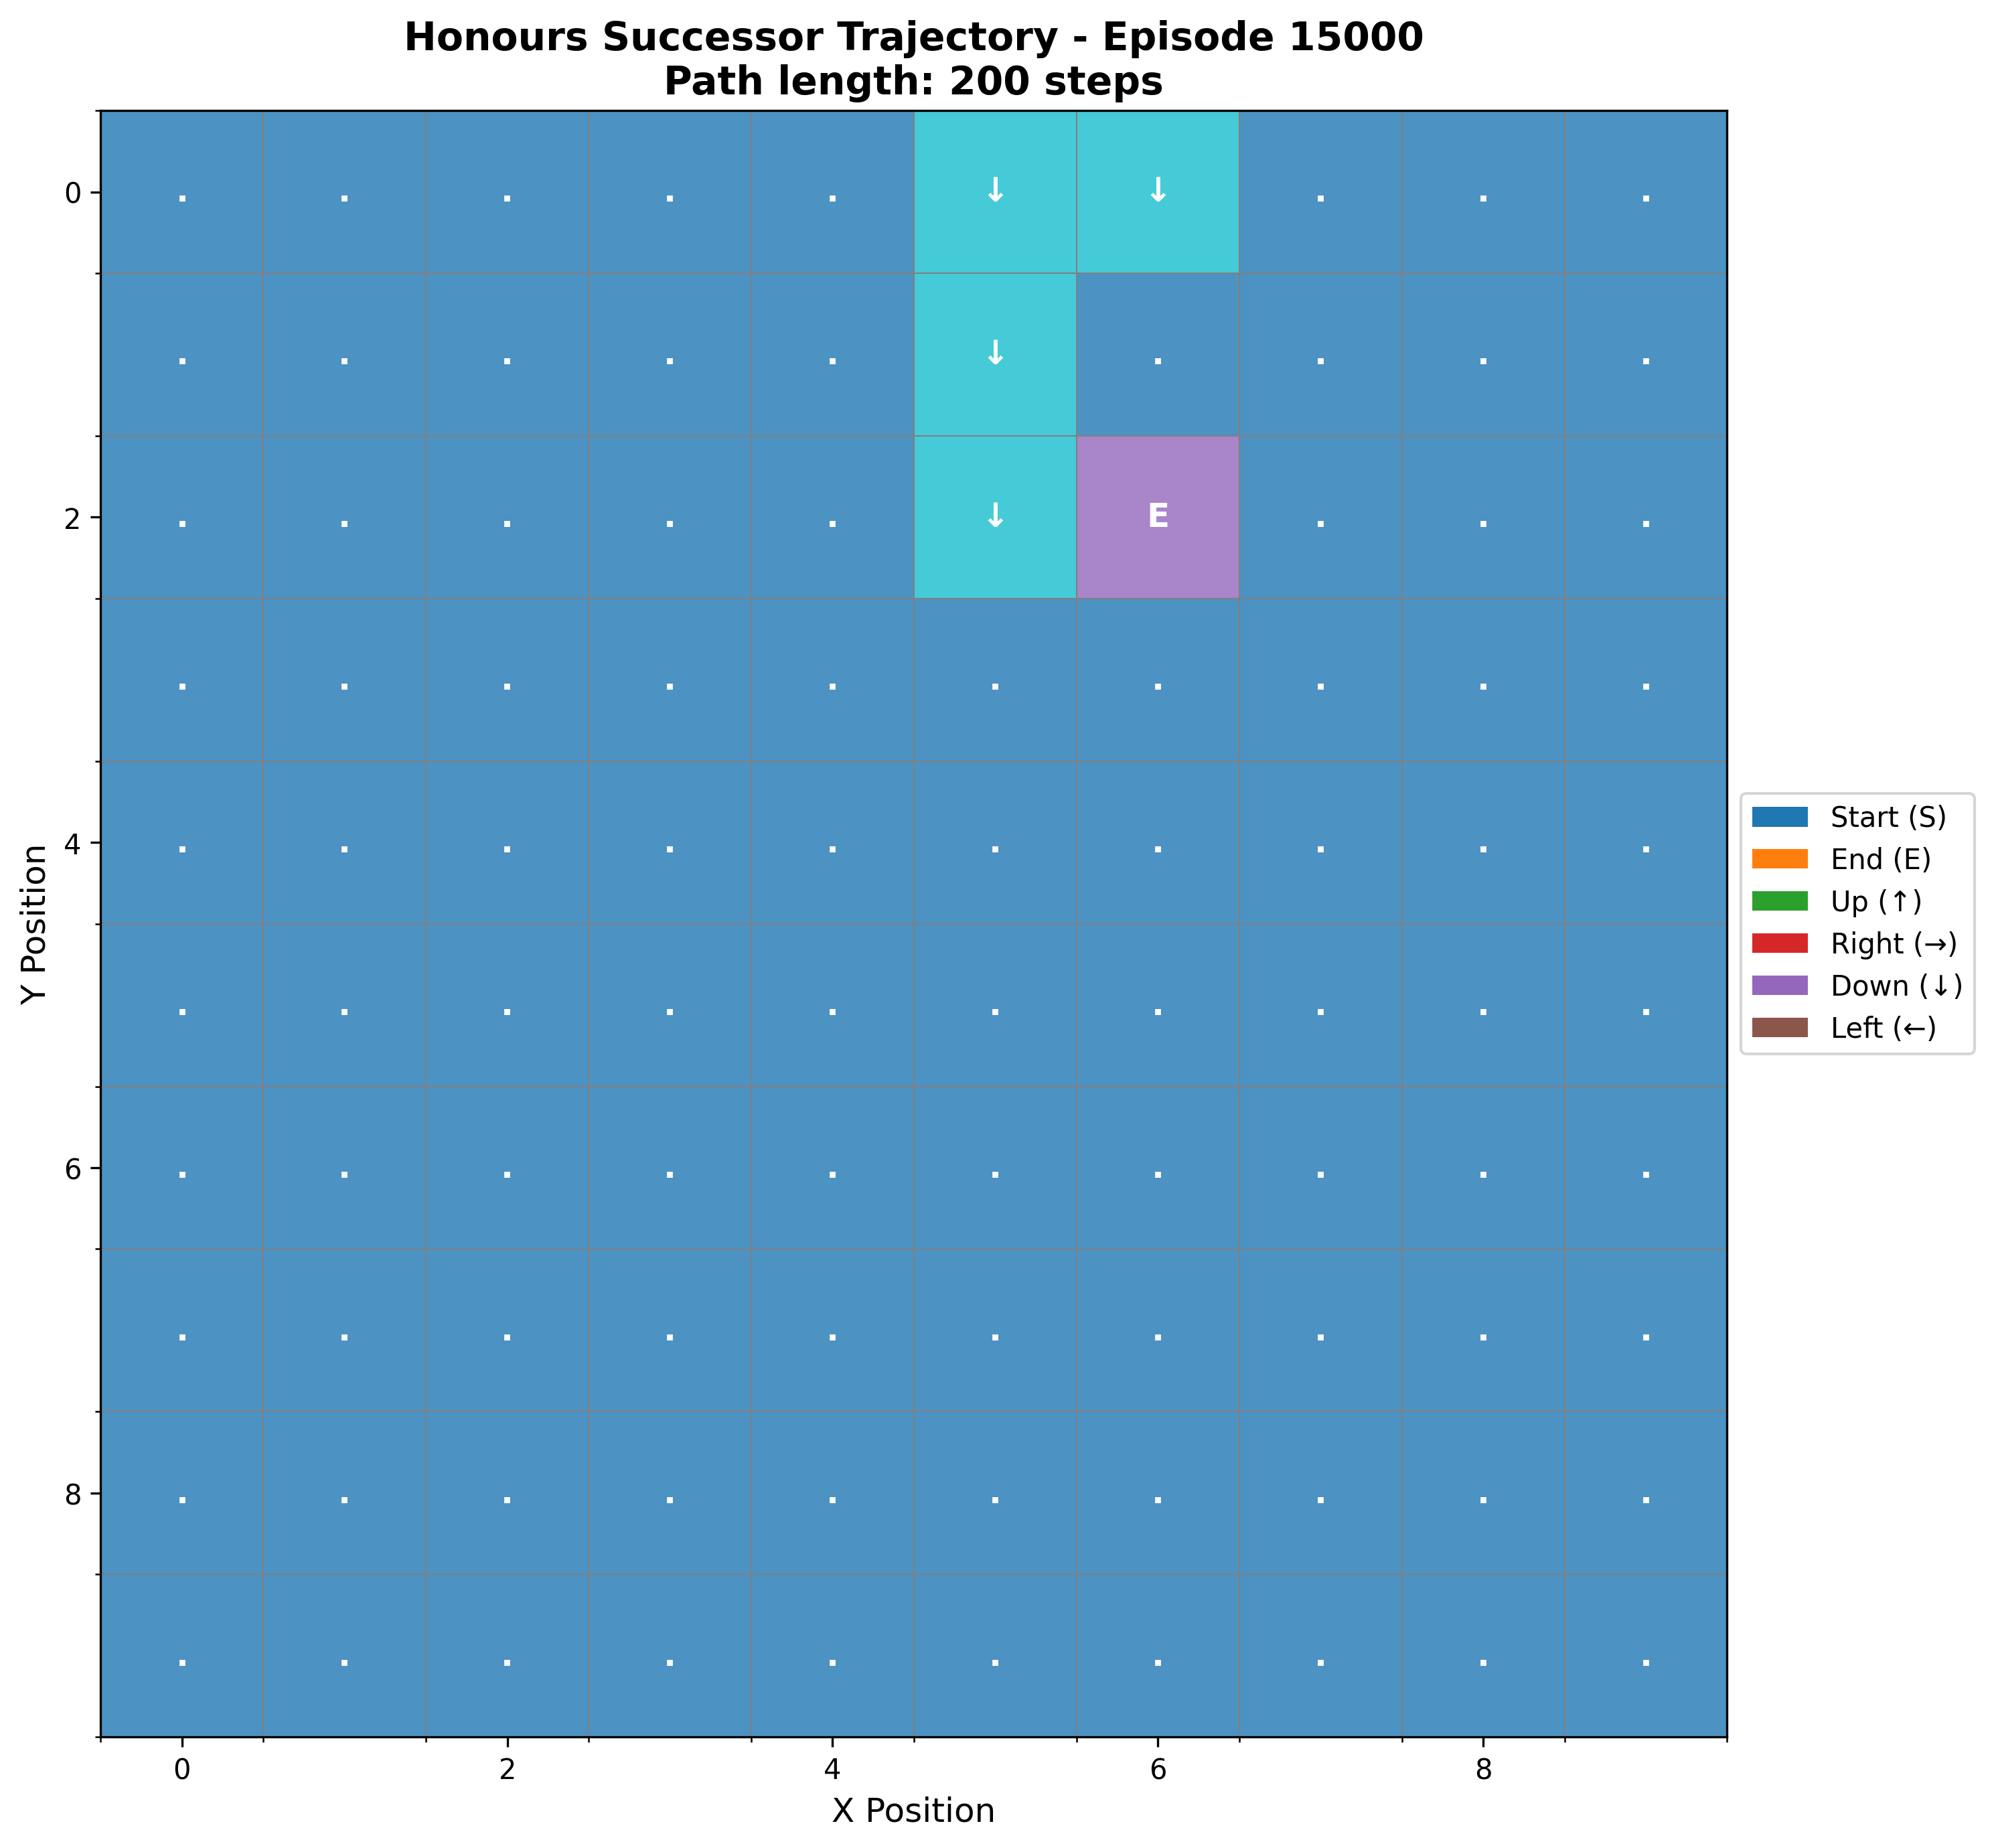 Honours Successor Trajectory - Episode 15000
Path length: 200 steps
0 · · · · · ↓ ↓ · · ·
· · · · · ↓ · · · ·
2 · · · · · ↓ E · · ·
· · · · · · · · · ·
4 · · · · · · · · · ·
· · · · · · · · · ·
6 · · · · · · · · · ·
· · · · · · · · · ·
8 · · · · · · · · · ·
· · · · · · · · · ·
0 2 4 6 8
X Position
Y Position
Start (S)
End (E)
Up (↑)
Right (→)
Down (↓)
Left (←)